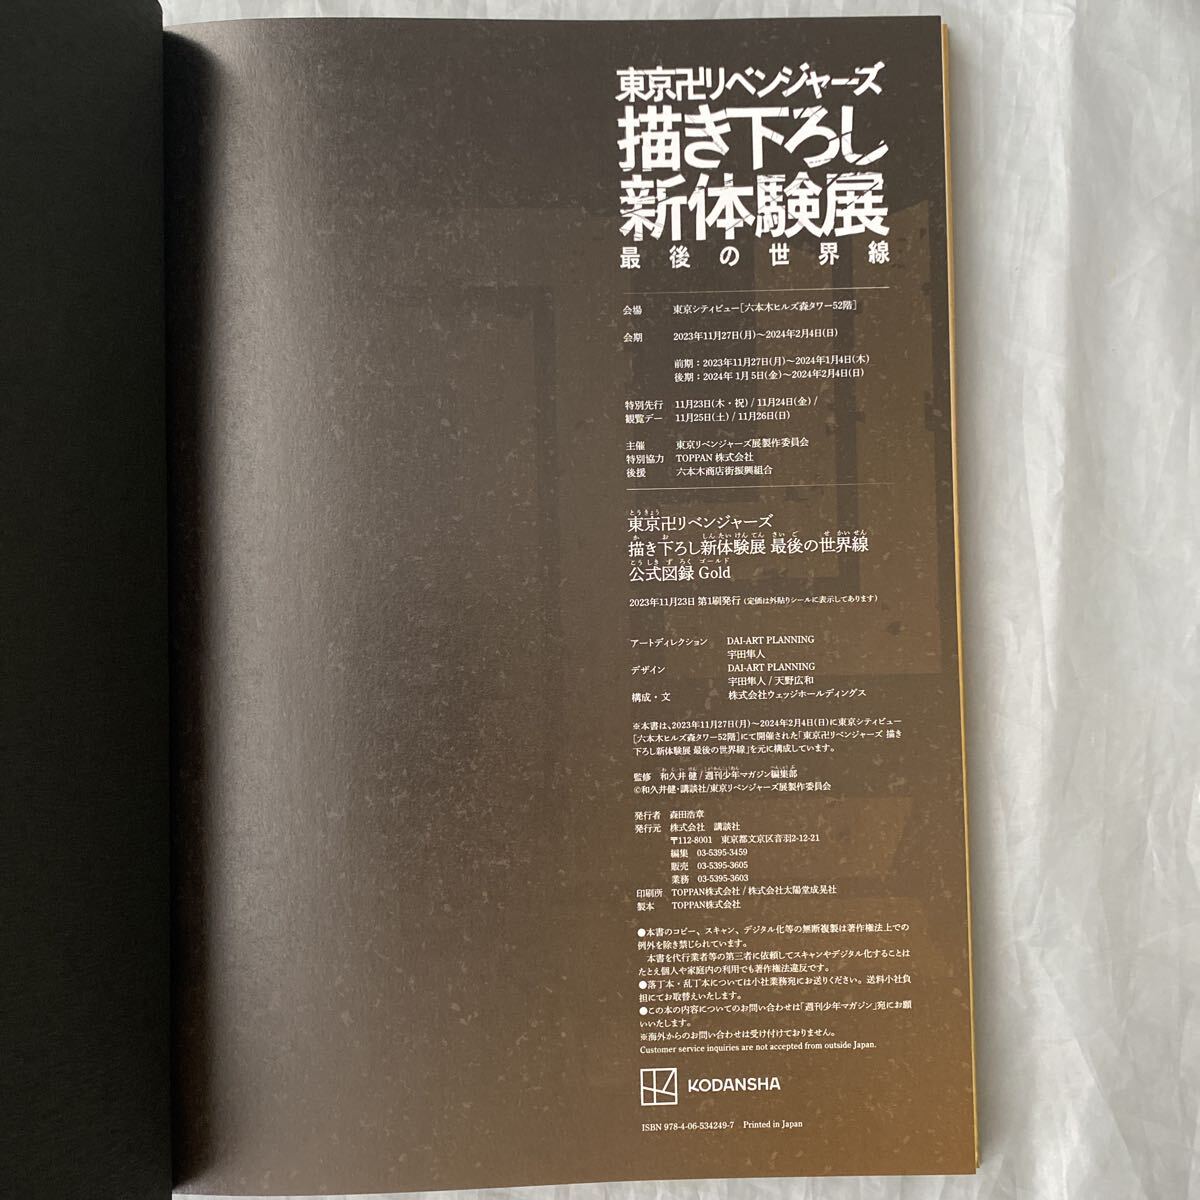 東京卍リベンジャーズ
描き下ろし
新体験展
最後の世界線
会場 東京シティビュー[六本木ヒルズ森タワー52階]
会期 2023年11月27日(月)〜2024年2月4日(日)
前期：2023年11月27日(月)〜2024年1月4日(木)
後期：2024年1月5日(金)〜2024年2月4日(日)
特別先行 11月23日(木・祝) / 11月24日(金) /
観覧デー 11月25日(土) / 11月26日(日)
主催 東京リベンジャーズ展製作委員会
特別協力 TOPPAN 株式会社
後援 六本木商店街振興組合
とうきょう
東京卍リベンジャーズ
か お しんたいけんてん さいご せかいせん
描き下ろし新体験展 最後の世界線
こうしきずろく ゴールド
公式図録 Gold
2023年11月23日 第1刷発行 (定価は外貼りシールに表示してあります)
アートディレクション DAI-ART PLANNING
宇田隼人
デザイン DAI-ART PLANNING
宇田隼人 / 天野広和
構成・文 株式会社ウェッジホールディングス
※本書は、2023年11月27日(月)〜2024年2月4日(日)に東京シティビュー
[六本木ヒルズ森タワー52階]にて開催された「東京卍リベンジャーズ 描き
下ろし新体験展 最後の世界線」を元に構成しています。
監修 和久井 健 / 週刊少年マガジン編集部
©和久井健・講談社/東京リベンジャーズ展製作委員会
発行者 森田浩章
発行元 株式会社 講談社
〒112-8001 東京都文京区音羽2-12-21
編集 03-5395-3459
販売 03-5395-3605
業務 03-5395-3603
印刷所 TOPPAN株式会社 / 株式会社太陽堂成晃社
製本 TOPPAN株式会社
●本書のコピー、スキャン、デジタル化等の無断複製は著作権法上での
例外を除き禁じられています。
本書を代行業者等の第三者に依頼してスキャンやデジタル化することは
たとえ個人や家庭内の利用でも著作権法違反です。
●落丁本・乱丁本については小社業務宛にお送りください。送料小社負
担にてお取替えいたします。
●この本の内容についてのお問い合わせは「週刊少年マガジン」宛にお願
いいたします。
※海外からのお問い合わせは受け付けておりません。
Customer service inquiries are not accepted from outside Japan.
KODANSHA
ISBN 978-4-06-534249-7 Printed in Japan